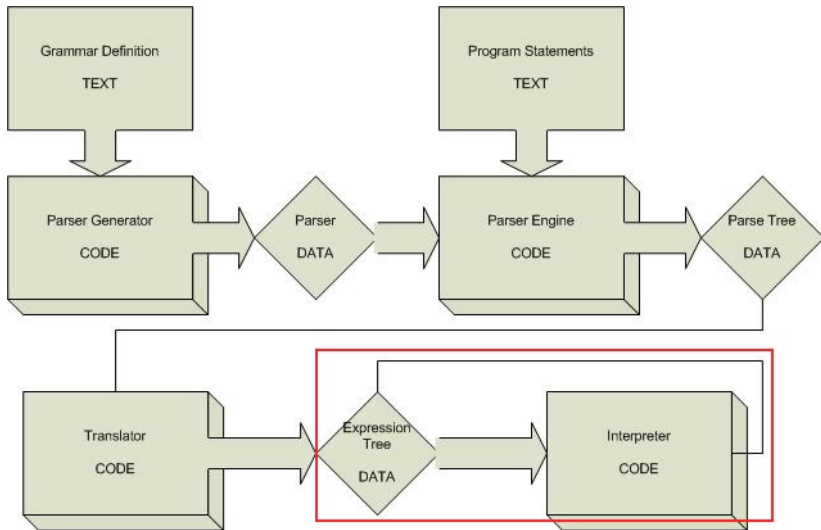 Grammar Definition
TEXT
Program Statements
TEXT
Parser Generator
CODE
Parser
DATA
Parser Engine
CODE
Parse Tree
DATA
Translator
CODE
Expression
Tree
DATA
Interpreter
CODE